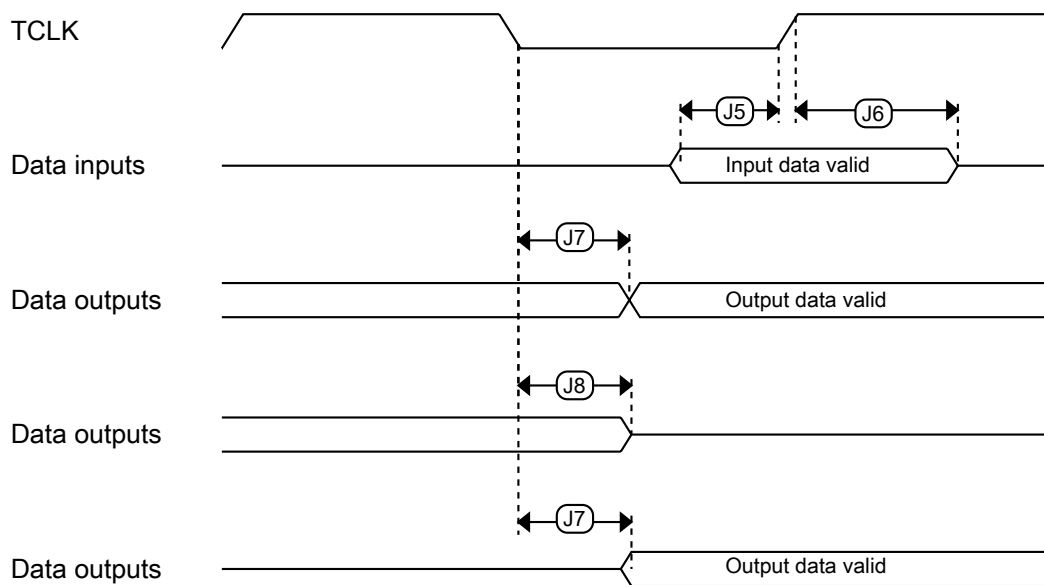 TCLK
J5
J6
Data inputs
Input data valid
J7
Data outputs
Output data valid
J8
Data outputs
J7
Data outputs
Output data valid